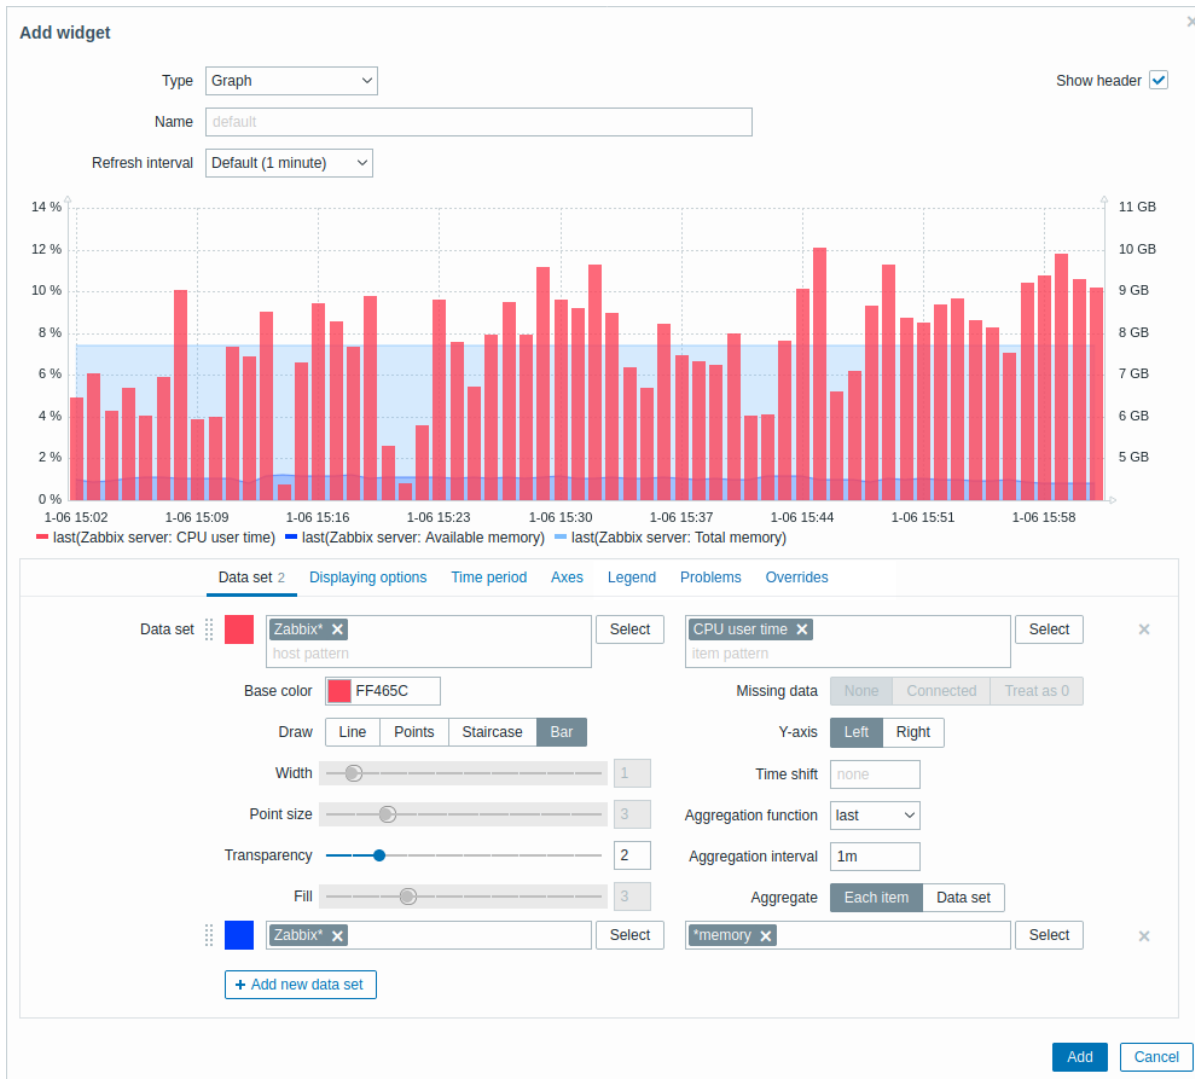 Add widget
Type Graph Show header
Name default
Refresh interval Default (1 minute)
14 % 11 GB
12 % 10 GB
10 % 9 GB
8 % 8 GB
6 % 7 GB
4 % 6 GB
2 % 5 GB
0 %
1-06 15:02 1-06 15:09 1-06 15:16 1-06 15:23 1-06 15:30 1-06 15:37 1-06 15:44 1-06 15:51 1-06 15:58
last(Zabbix server: CPU user time) last(Zabbix server: Available memory) last(Zabbix server: Total memory)
Data set 2 Displaying options Time period Axes Legend Problems Overrides
Data set Zabbix* Select CPU user time Select
host pattern item pattern
Base color FF465C Missing data None Connected Treat as 0
Draw Line Points Staircase Bar Y-axis Left Right
Width 1 Time shift none
Point size 3 Aggregation function last
Transparency 2 Aggregation interval 1m
Fill 3 Aggregate Each item Data set
Zabbix* Select *memory Select
+ Add new data set
Add Cancel